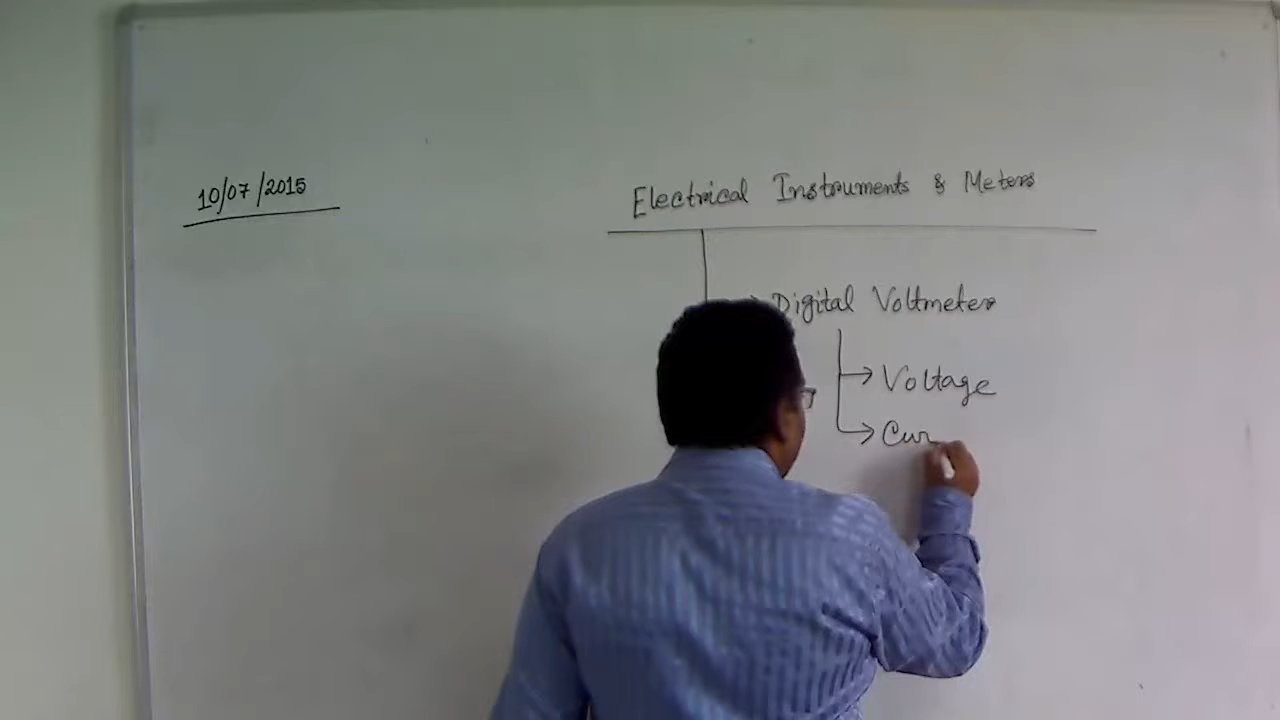 10/07/2015
Electrical Instruments & Meters
Digital Voltmeter
Voltage
Cur